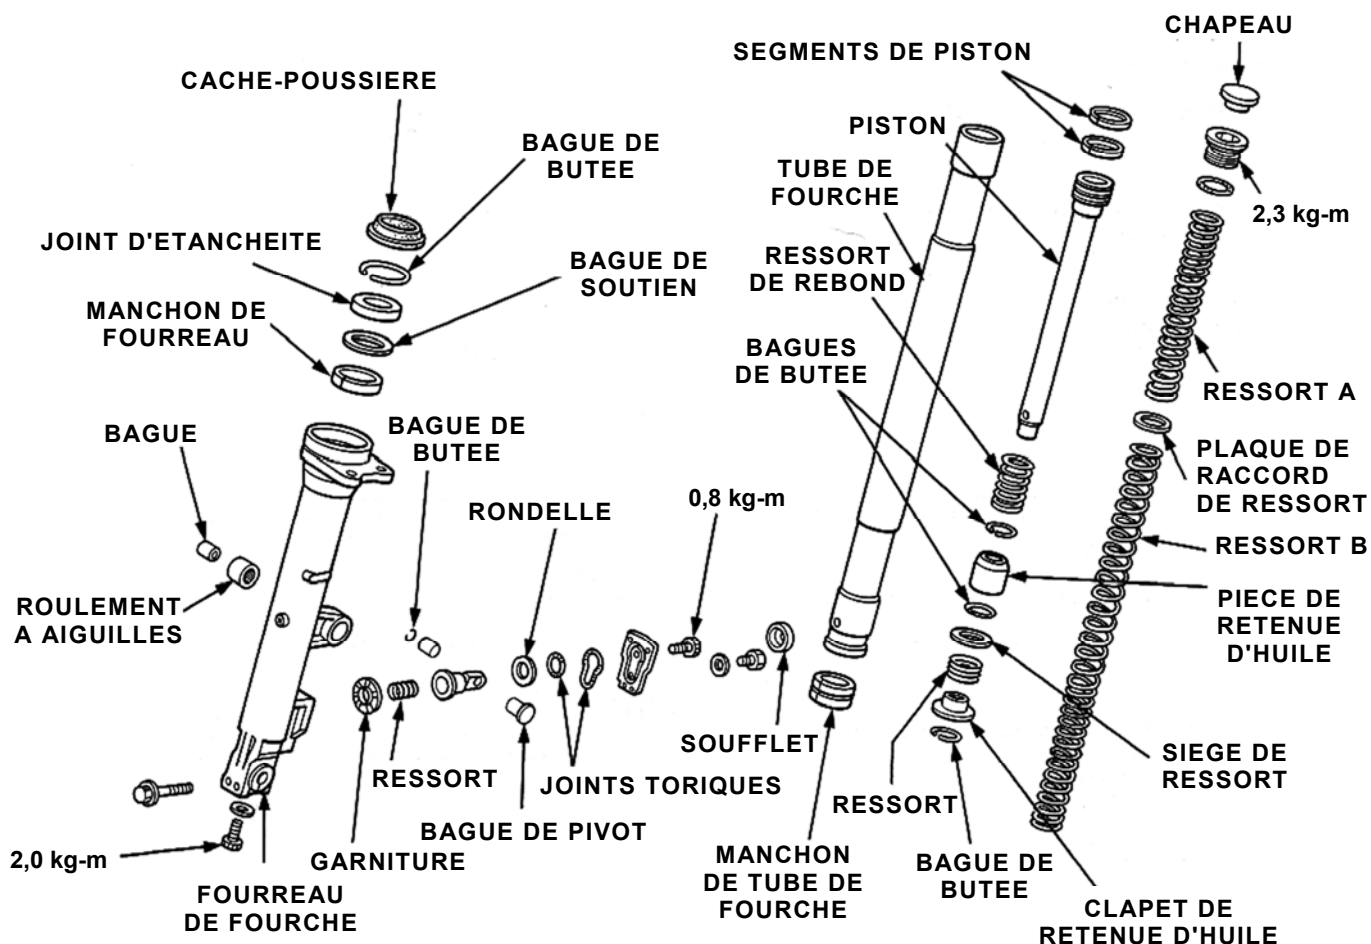 CHAPEAU
SEGMENTS DE PISTON
CACHE-POUSSIERE
PISTON
BAGUE DE
BUTEE
TUBE DE
FOURCHE
2,3 kg-m
JOINT D'ETANCHEITE
BAGUE DE
SOUTIEN
RESSORT
DE REBOND
MANCHON DE
FOURREAU
BAGUES
DE BUTEE
RESSORT A
BAGUE
BAGUE DE
BUTEE
PLAQUE DE
RACCORD
DE RESSORT
RONDELLE
0,8 kg-m
RESSORT B
ROULEMENT
A AIGUILLES
PIECE DE
RETENUE
D'HUILE
SOUFFLET
SIEGE DE
RESSORT
RESSORT
JOINTS TORIQUES
RESSORT
BAGUE DE PIVOT
2,0 kg-m
GARNITURE
MANCHON
DE TUBE DE
FOURCHE
BAGUE DE
BUTEE
FOURREAU
DE FOURCHE
CLAPET DE
RETENUE D'HUILE